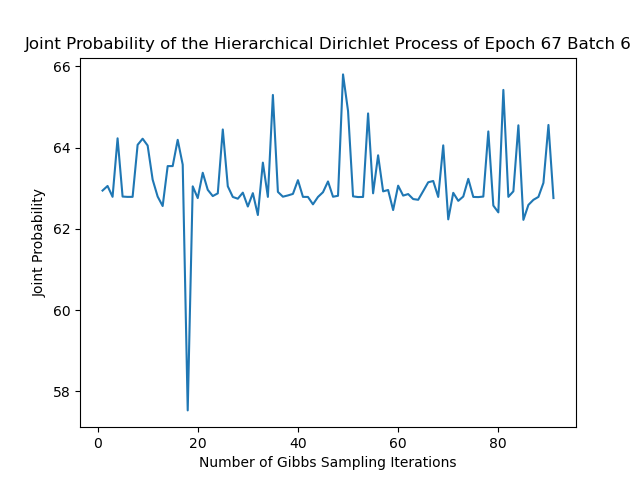 Joint Probability of the Hierarchical Dirichlet Process of Epoch 67 Batch 6
66
64
62
60
58
Joint Probability
0 20 40 60 80
Number of Gibbs Sampling Iterations